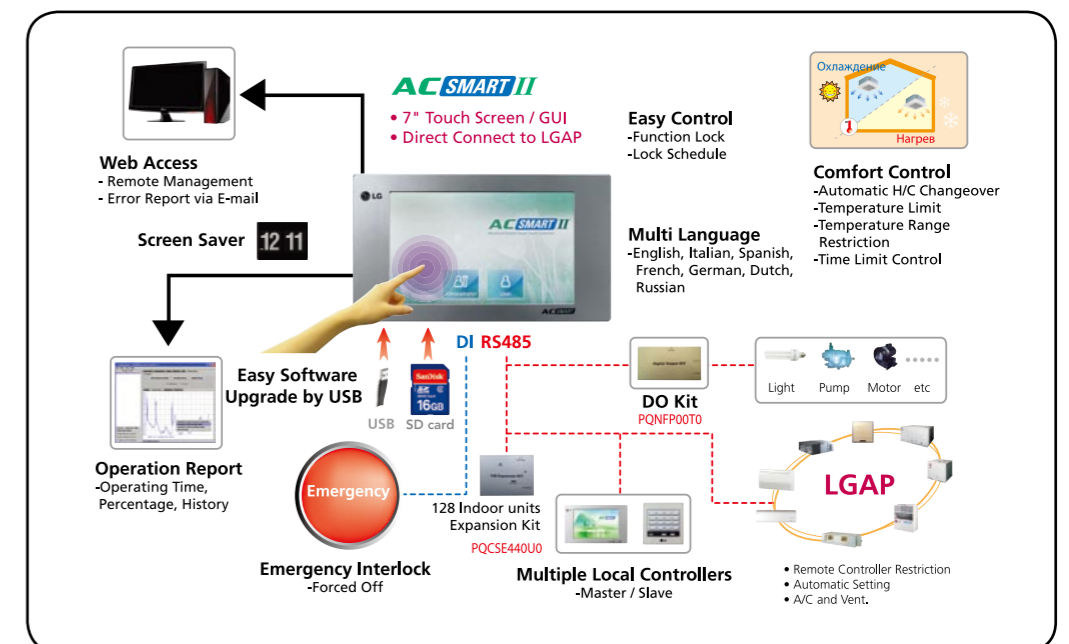 AC SMART II
• 7" Touch Screen / GUI
• Direct Connect to LGAP
Web Access
- Remote Management
- Error Report via E-mail
Screen Saver
12 11
Easy Control
-Function Lock
-Lock Schedule
Охлаждение
Нагрев
Comfort Control
-Automatic H/C Changeover
-Temperature Limit
-Temperature Range
Restriction
-Time Limit Control
LG
AC SMART II
AC SMART
Multi Language
-English, Italian, Spanish,
French, German, Dutch,
Russian
DI RS485
Easy Software
Upgrade by USB
USB
SanDisk
16GB
SD card
Operation Report
-Operating Time,
Percentage, History
Emergency
Emergency Interlock
-Forced Off
128 Indoor units
Expansion Kit
PQCSE440U0
DO Kit
PQNFP00T0
Light
Pump
Motor
etc
Multiple Local Controllers
-Master / Slave
LGAP
• Remote Controller Restriction
• Automatic Setting
• A/C and Vent.